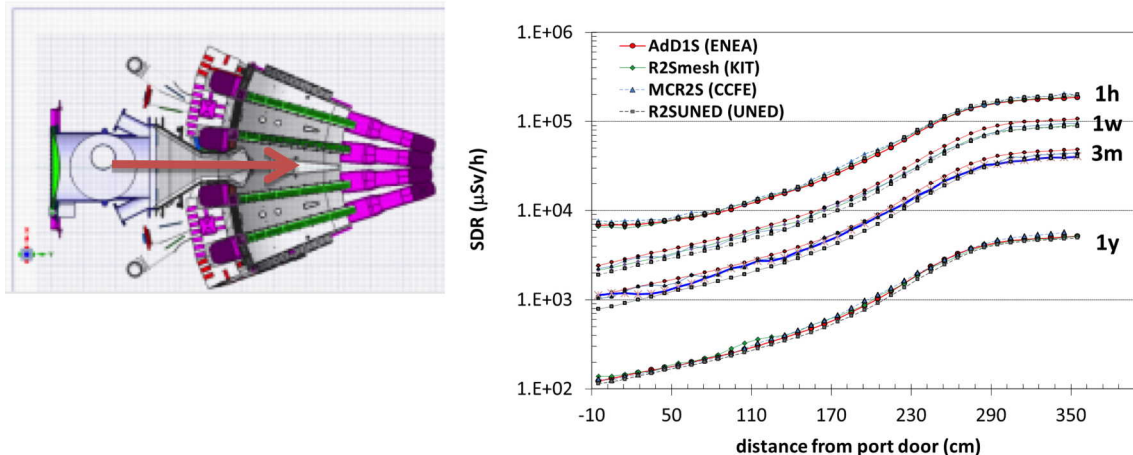 1.E+06
1.E+05
1.E+04
1.E+03
1.E+02
SDR (µSv/h)
AdD1S (ENEA)
R2Smesh (KIT)
MCR2S (CCFE)
R2SUNED (UNED)
1h
1w
3m
1y
-10 50 110 170 230 290 350
distance from port door (cm)